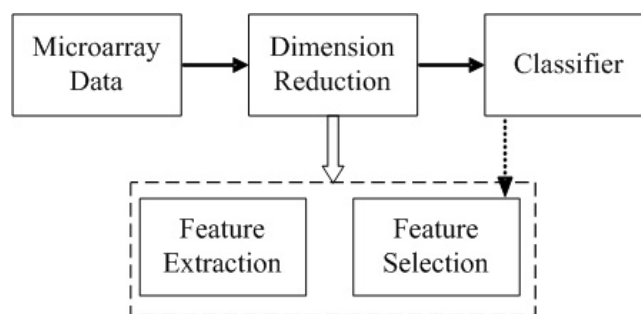 Microarray
Data
Dimension
Reduction
Classifier
Feature
Extraction
Feature
Selection